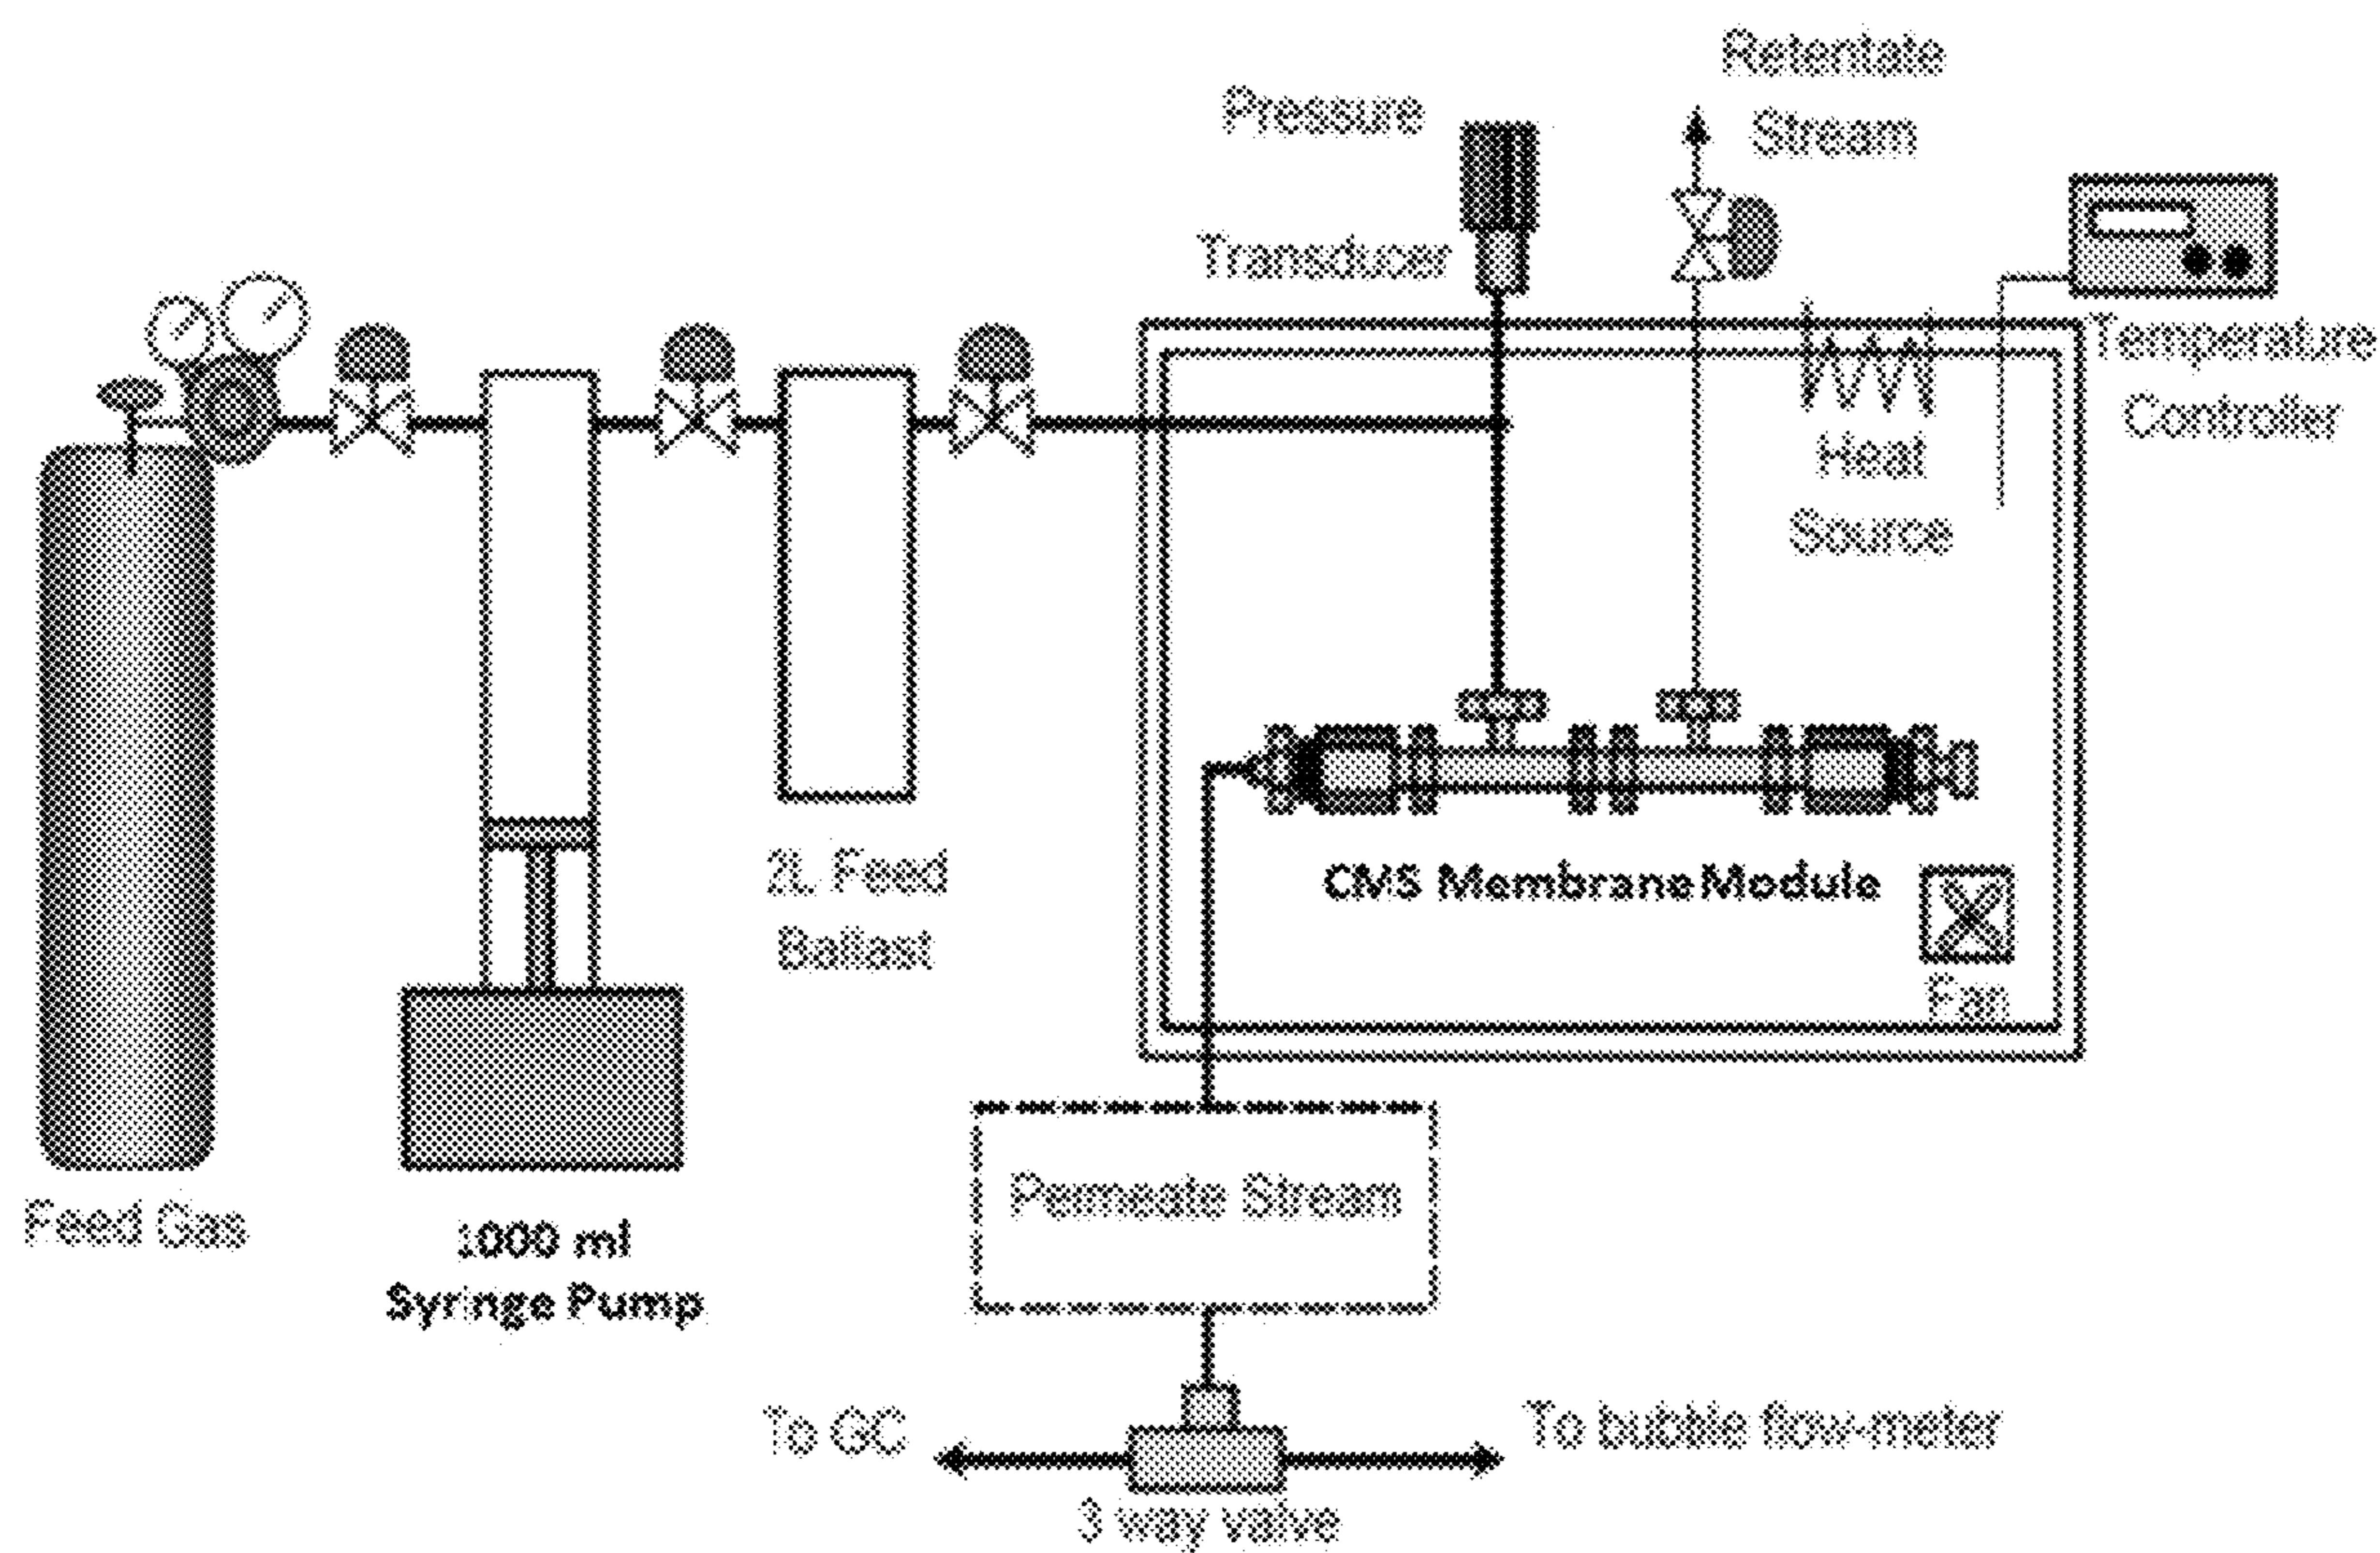 Retentate
Stream
Pressure
Transducer
Temperature
Controller
Heat
Source
2L Feed
Ballast
CMS Membrane Module
Fan
Feed Gas
1000 ml
Syringe Pump
Permeate Stream
To GC
To bubble flow-meter
3 way valve